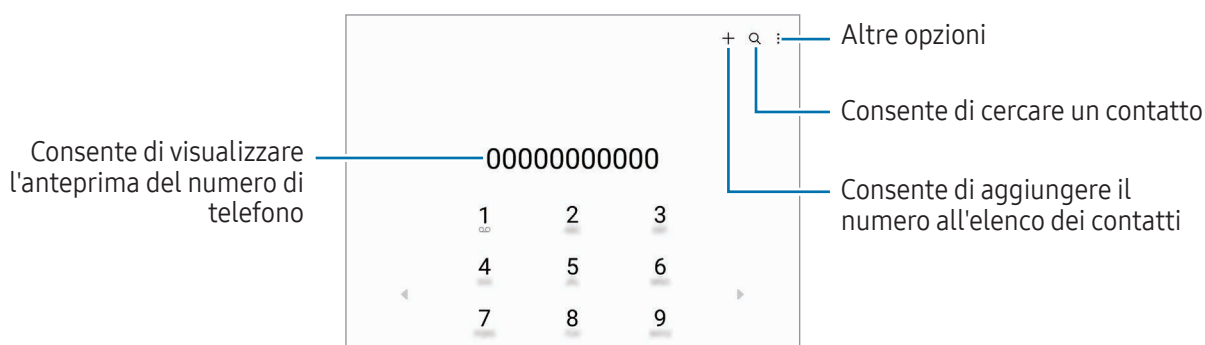 Altre opzioni
Consente di cercare un contatto
Consente di visualizzare
l'anteprima del numero di
telefono
00000000000
Consente di aggiungere il
numero all'elenco dei contatti
1 2 3
4 5 6
7 8 9